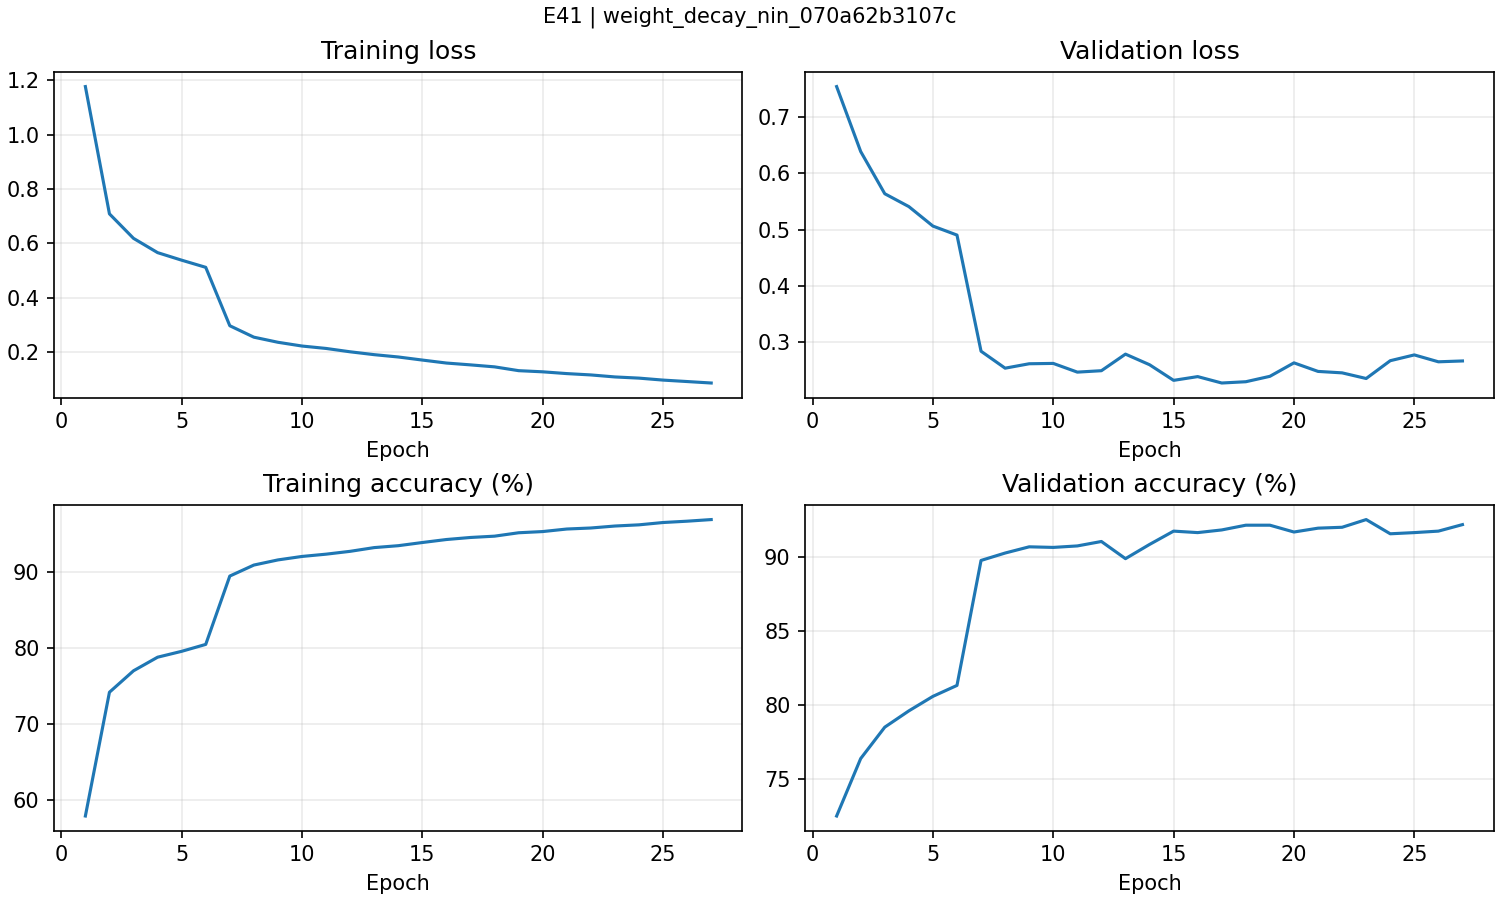 E41 | weight_decay_nin_070a62b3107c
Training loss
1.2
1.0
0.8
0.6
0.4
0.2
0 5 10 15 20 25
Epoch
Validation loss
0.7
0.6
0.5
0.4
0.3
0 5 10 15 20 25
Epoch
Training accuracy (%)
90
80
70
60
0 5 10 15 20 25
Epoch
Validation accuracy (%)
90
85
80
75
0 5 10 15 20 25
Epoch